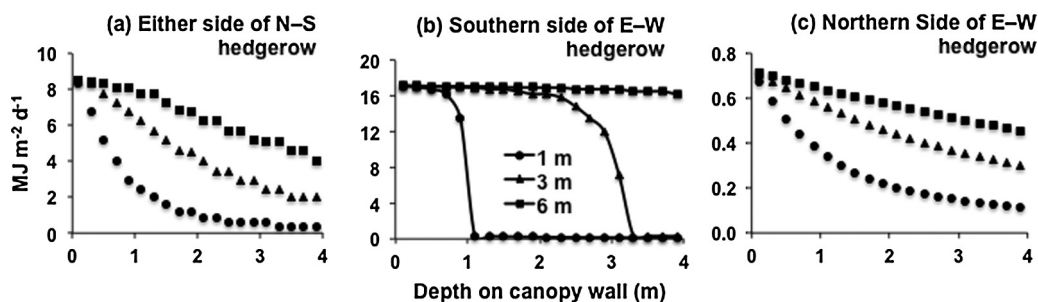 (a) Either side of N–S
hedgerow
(b) Southern side of E–W
hedgerow
(c) Northern Side of E–W
hedgerow
MJ m-2 d-1
10
8
6
4
2
0
0
1
2
3
4
20
16
12
8
4
0
0
1
2
3
4
1 m
3 m
6 m
0.8
0.6
0.4
0.2
0.0
0
1
2
3
4
Depth on canopy wall (m)